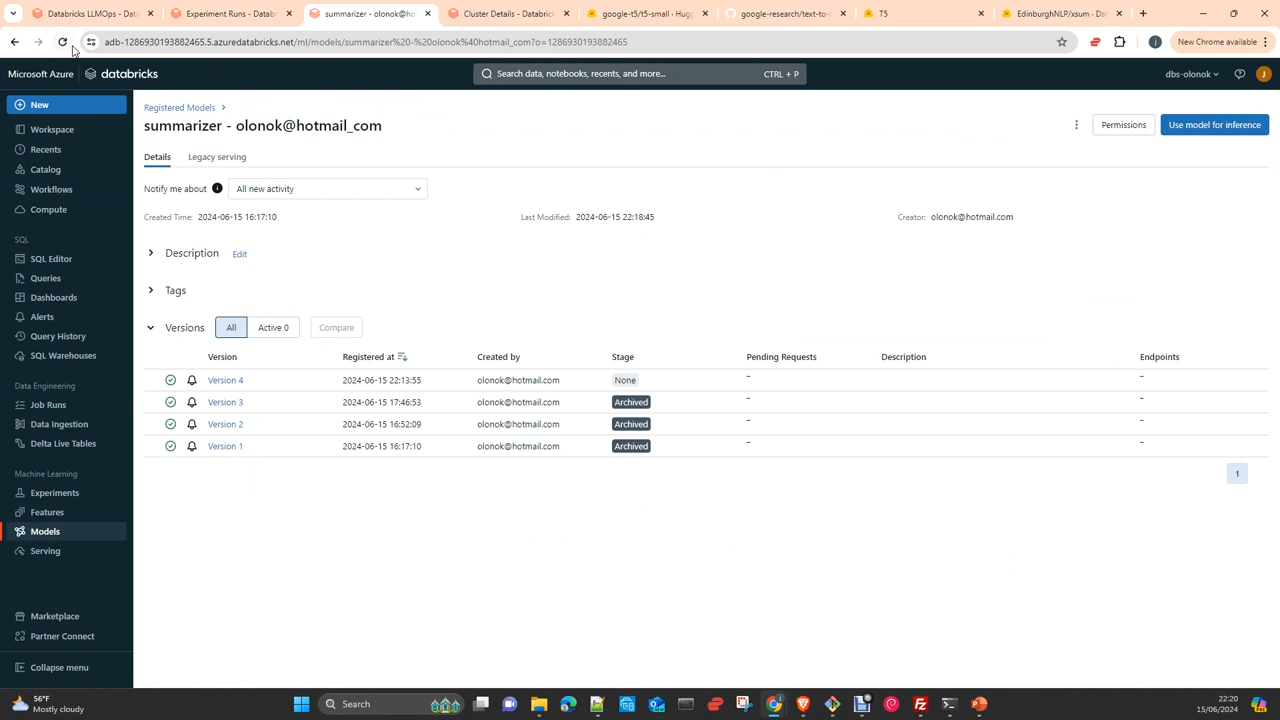 Databricks LLMOps - Data
Experiment Runs - Databr
summarizer - olonok@ho
Cluster Details - Databrick
google-t5/t5-small · Hugg
google-research/text-to-t
T5
EdinburghNLP/xsum · Dat
adb-1286930193882465.5.azuredatabricks.net/ml/models/summarizer%20-%20olonok%40hotmail_com?o=1286930193882465
New Chrome available
Microsoft Azure
databricks
Search data, notebooks, recents, and more...
CTRL + P
dbs-olonok
J
New
Workspace
Recents
Catalog
Workflows
Compute
SQL
SQL Editor
Queries
Dashboards
Alerts
Query History
SQL Warehouses
Data Engineering
Job Runs
Data Ingestion
Delta Live Tables
Machine Learning
Experiments
Features
Models
Serving
Marketplace
Partner Connect
Collapse menu
Registered Models >
summarizer - olonok@hotmail_com
Permissions
Use model for inference
Details
Legacy serving
Notify me about
All new activity
Created Time: 2024-06-15 16:17:10
Last Modified: 2024-06-15 22:18:45
Creator: olonok@hotmail.com
Description
Edit
Tags
Versions
All
Active 0
Compare
Version Registered at Created by Stage Pending Requests Description Endpoints
Version 4 2024-06-15 22:13:55 olonok@hotmail.com None - -
Version 3 2024-06-15 17:46:53 olonok@hotmail.com Archived - -
Version 2 2024-06-15 16:52:09 olonok@hotmail.com Archived - -
Version 1 2024-06-15 16:17:10 olonok@hotmail.com Archived - -
1
56°F
Mostly cloudy
Search
22:20
15/06/2024